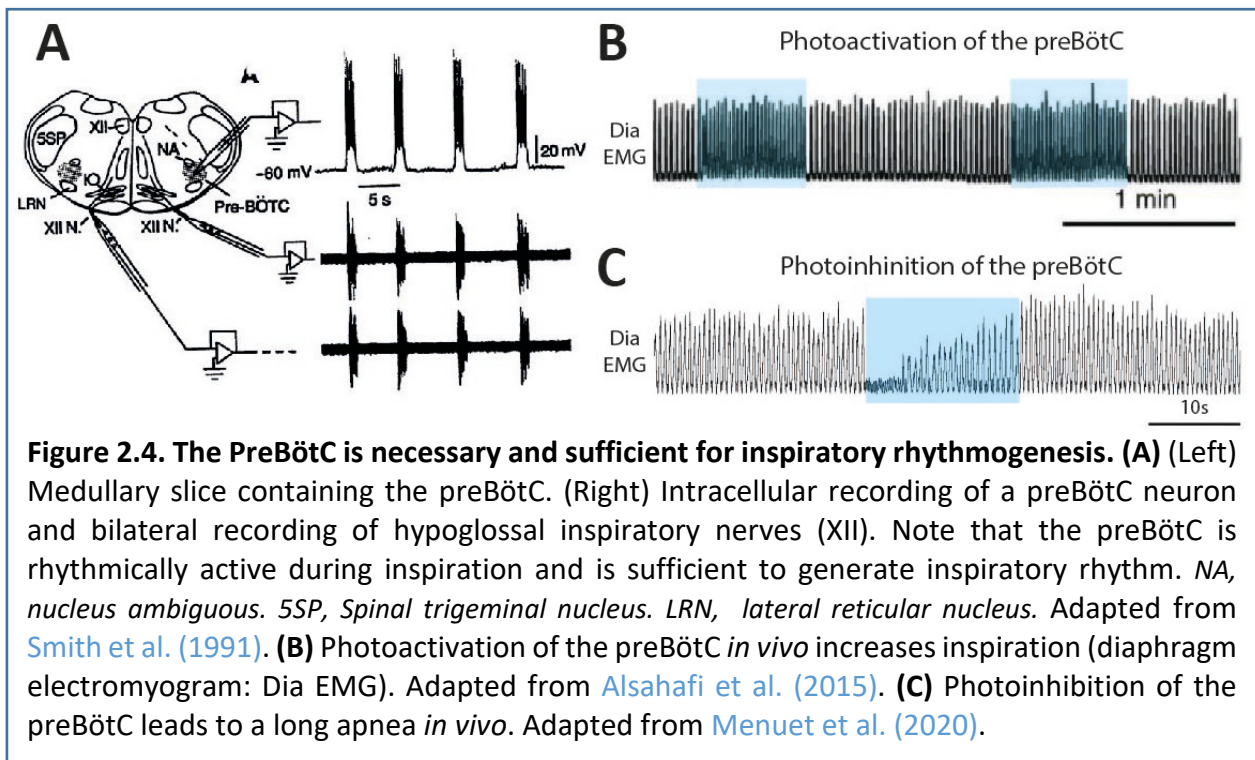 A
A
XII
5SP
NA
IO
LRN
Pre-BÖTC
XII N.
XII N.
20 mV
-60 mV
5 s
B
Photoactivation of the preBötC
Dia
EMG
1 min
C
Photoinhinition of the preBötC
Dia
EMG
10s
Figure 2.4. The PreBötC is necessary and sufficient for inspiratory rhythmogenesis. (A) (Left)
Medullary slice containing the preBötC. (Right) Intracellular recording of a preBötC neuron
and bilateral recording of hypoglossal inspiratory nerves (XII). Note that the preBötC is
rhythmically active during inspiration and is sufficient to generate inspiratory rhythm. NA,
nucleus ambiguous. 5SP, Spinal trigeminal nucleus. LRN, lateral reticular nucleus. Adapted from
Smith et al. (1991). (B) Photoactivation of the preBötC in vivo increases inspiration (diaphragm
electromyogram: Dia EMG). Adapted from Alsahafi et al. (2015). (C) Photoinhibition of the
preBötC leads to a long apnea in vivo. Adapted from Menuet et al. (2020).